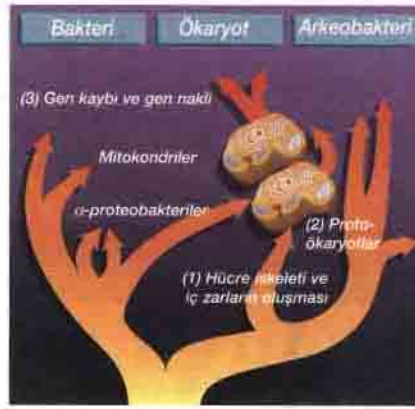 Bakteri
Ökaryot
Arkeobakteri
(3) Gen kaybı ve gen nakli
Mitokondriler
α-proteobakteriler
(2) Proto-
ökaryotlar
(1) Hücre iskeleti ve
iç zarların oluşması